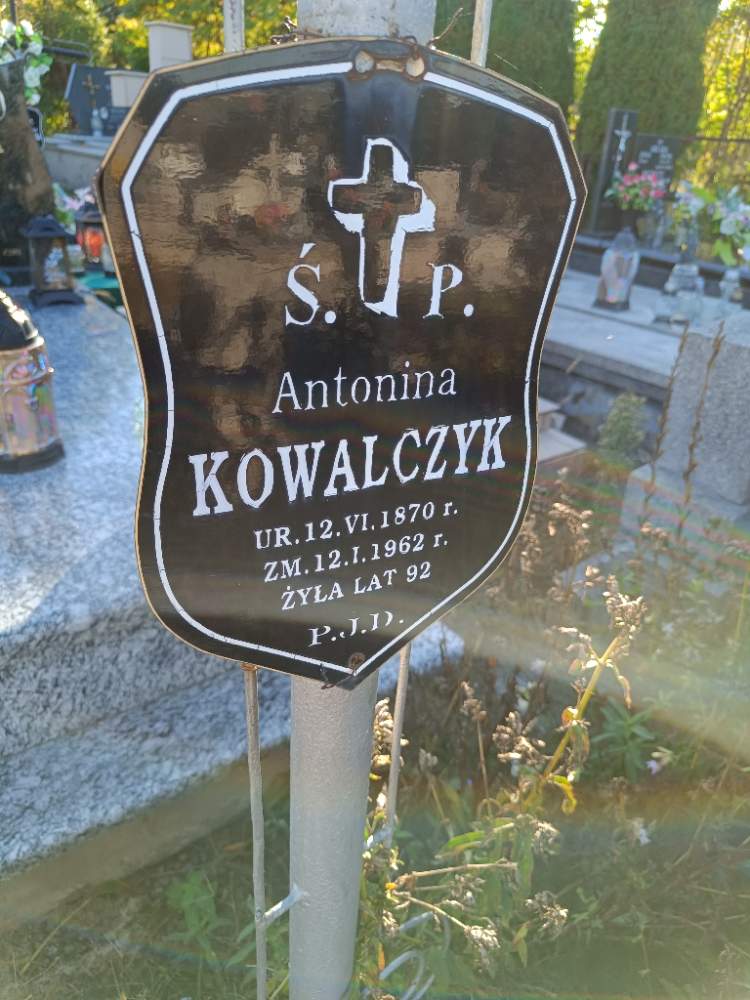 Ś. P.
Antonina
KOWALCZYK
UR. 12. VI. 1870 r.
ZM. 12. I. 1962 r.
ŻYŁA LAT 92
P.J.D.